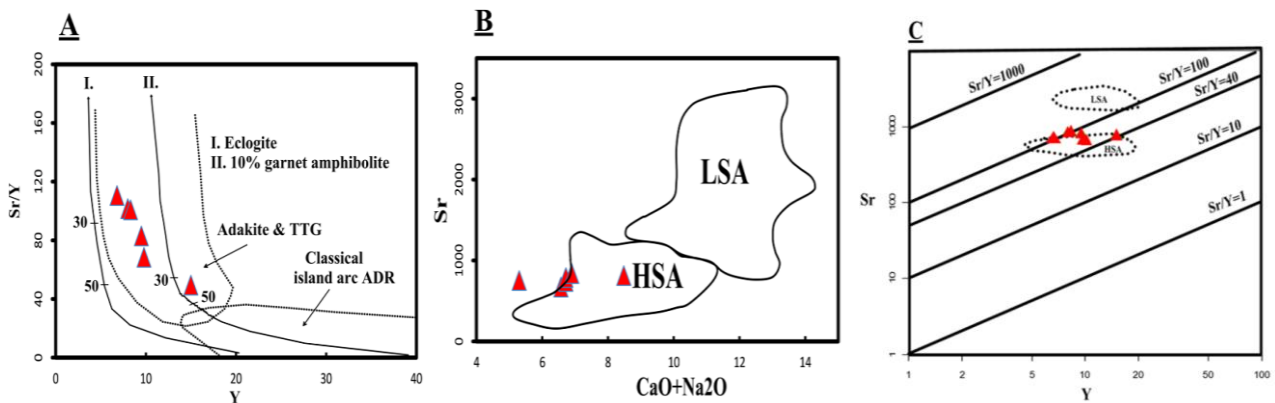 A
Sr/Y
200
160
120
80
40
0
I.
II.
I. Eclogite
II. 10% garnet amphibolite
30
50
Adakite & TTG
Classical
island arc ADR
30
50
0
10
20
30
40
Y
B
Sr
3000
2000
1000
0
LSA
HSA
4
6
8
10
12
14
CaO+Na2O
C
Sr
1000
100
10
1
Sr/Y=1000
Sr/Y=100
Sr/Y=40
Sr/Y=10
Sr/Y=1
LSA
HSA
1
2
5
10
20
50
100
Y